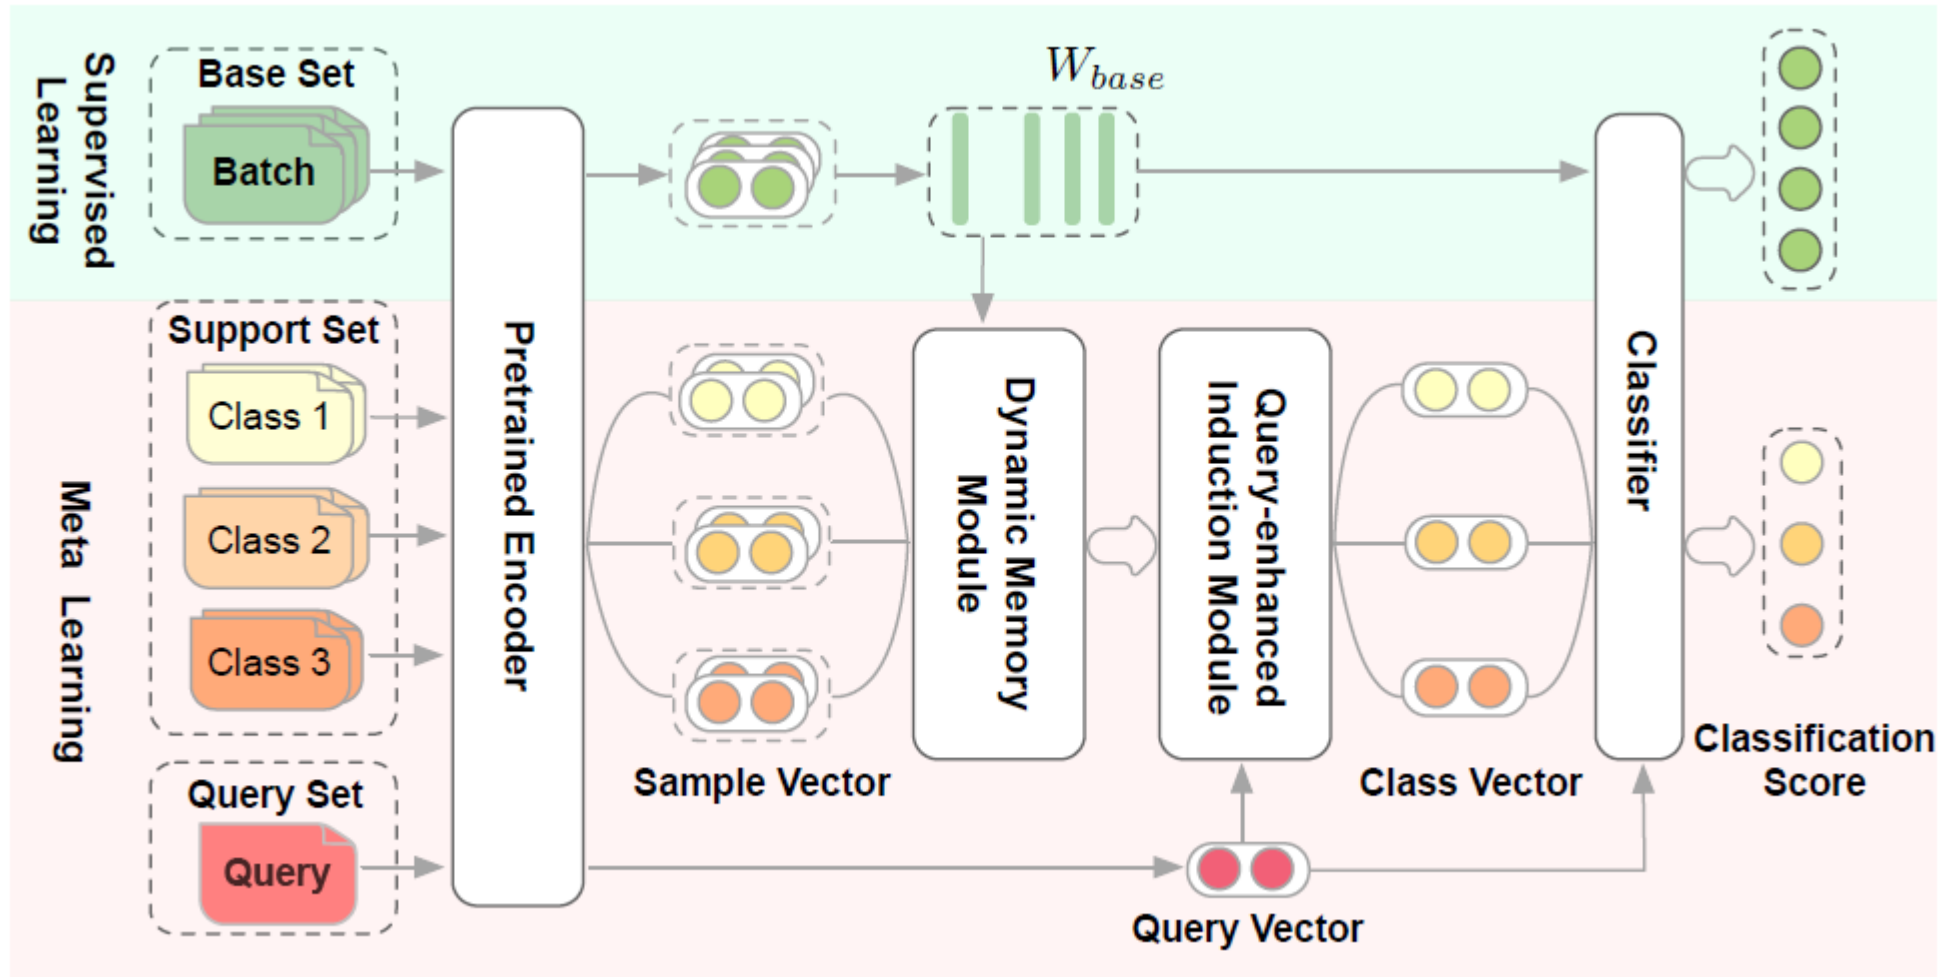 Supervised
Learning
Base Set
Batch
W_base
Meta Learning
Support Set
Class 1
Class 2
Class 3
Query Set
Query
Pretrained Encoder
Sample Vector
Dynamic Memory
Module
Query-enhanced
Induction Module
Query Vector
Class Vector
Classifier
Classification
Score